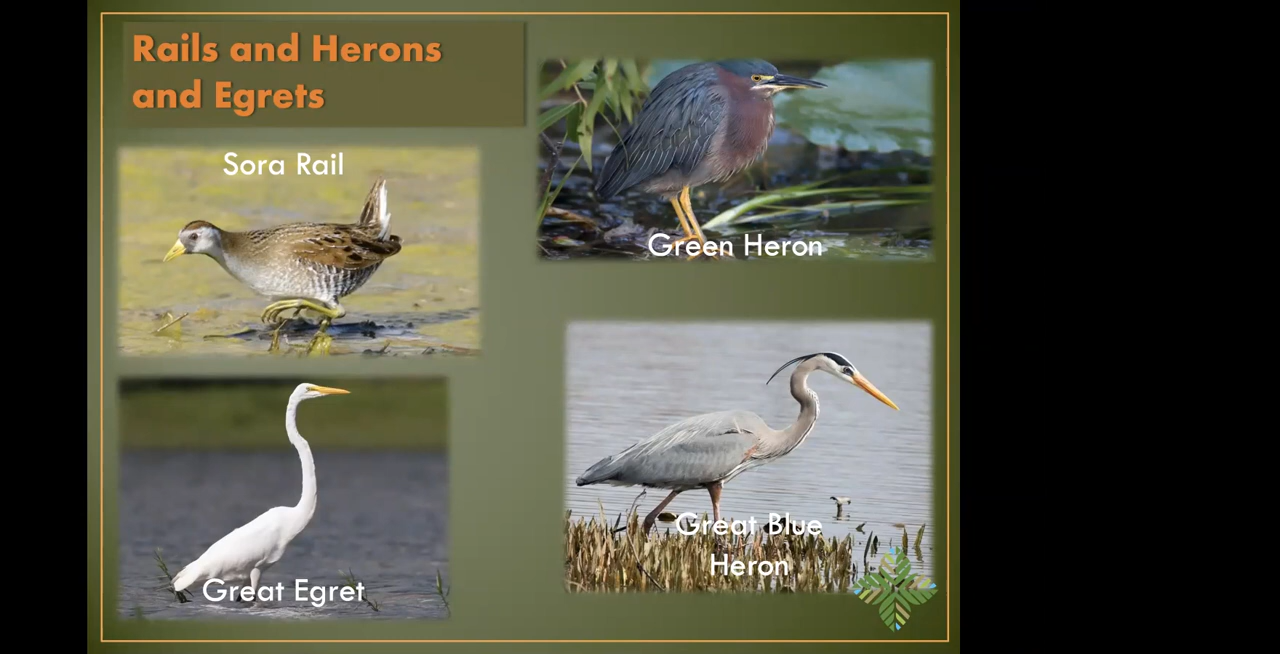 Rails and Herons
and Egrets
Sora Rail
Green Heron
Great Egret
Great Blue
Heron